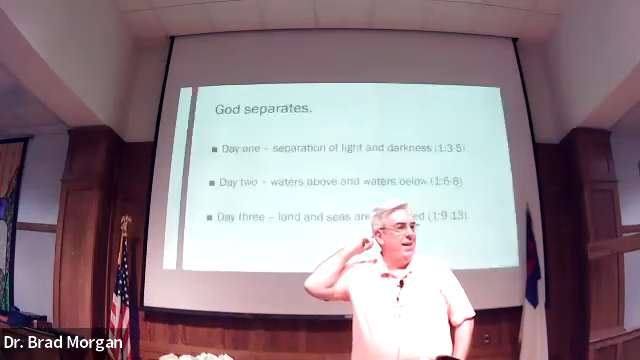 God separates.
Day one – separation of light and darkness (1:3-5)
Day two – waters above and waters below (1:6-8).
Day three – land and seas are (1:9-13).
Dr. Brad Morgan